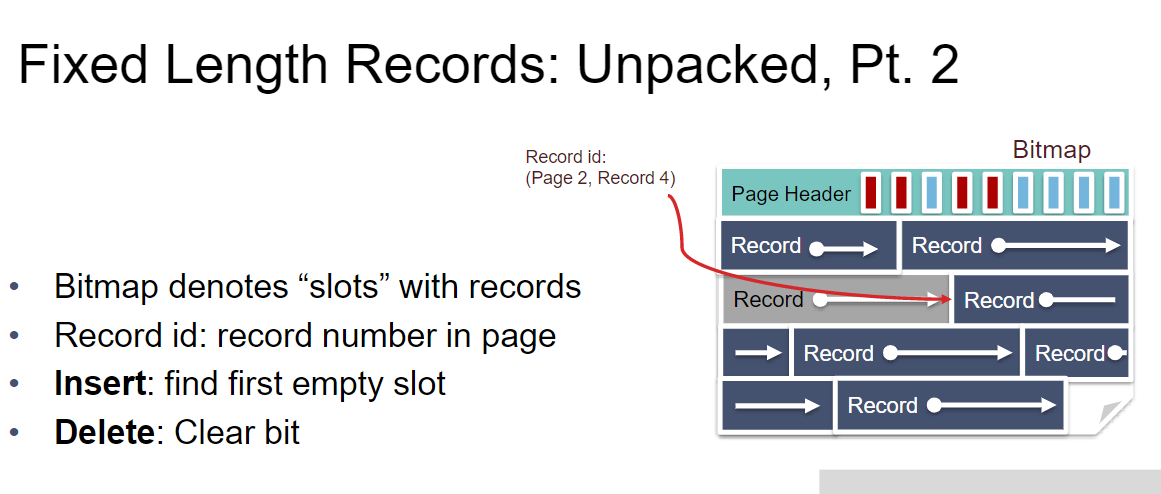 Fixed Length Records: Unpacked, Pt. 2
Record id:
(Page 2, Record 4)
Bitmap
Page Header
Record
Record
Record
Record
Record
Record
Record
• Bitmap denotes “slots” with records
• Record id: record number in page
• Insert: find first empty slot
• Delete: Clear bit